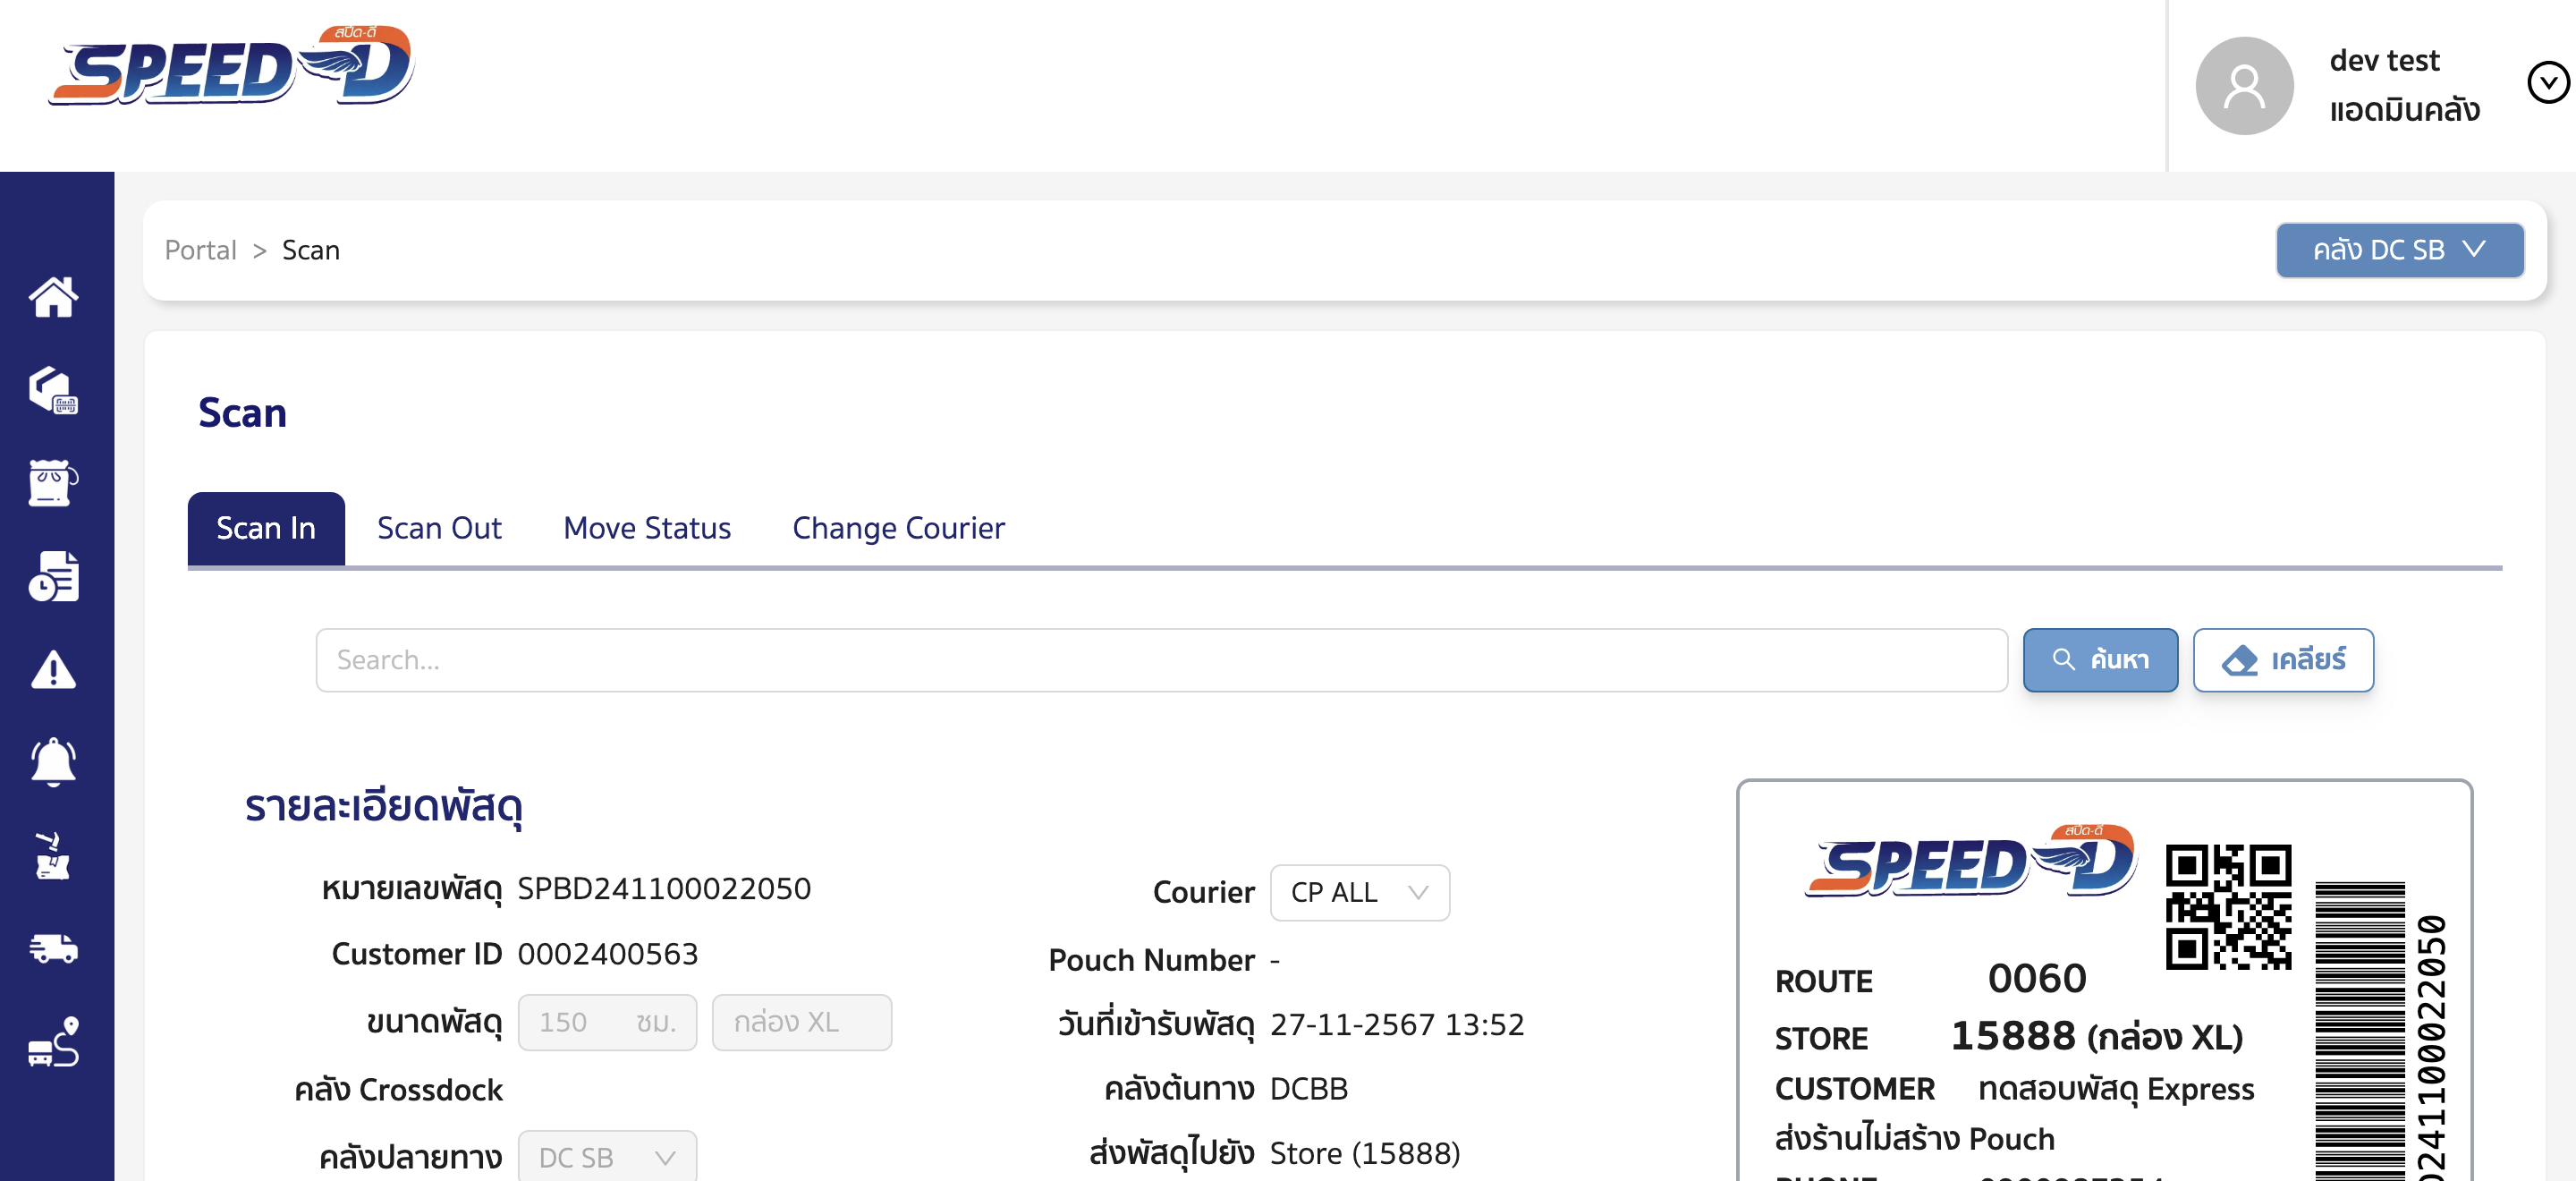 สปีด-ดี
SPEED-D
dev test
แอดมินคลัง
Portal > Scan
คลัง DC SB
Scan
Scan In
Scan Out
Move Status
Change Courier
Search...
ค้นหา
เคลียร์
รายละเอียดพัสดุ
หมายเลขพัสดุ SPBD241100022050
Customer ID 0002400563
ขนาดพัสดุ 150 ซม. กล่อง XL
คลัง Crossdock
คลังปลายทาง DC SB
Courier CP ALL
Pouch Number -
วันที่เข้ารับพัสดุ 27-11-2567 13:52
คลังต้นทาง DCBB
ส่งพัสดุไปยัง Store (15888)
สปีด-ดี
SPEED-D
ROUTE 0060
STORE 15888 (กล่อง XL)
CUSTOMER ทดสอบพัสดุ Express
ส่งร้านไม่สร้าง Pouch
PHONE
241100022050